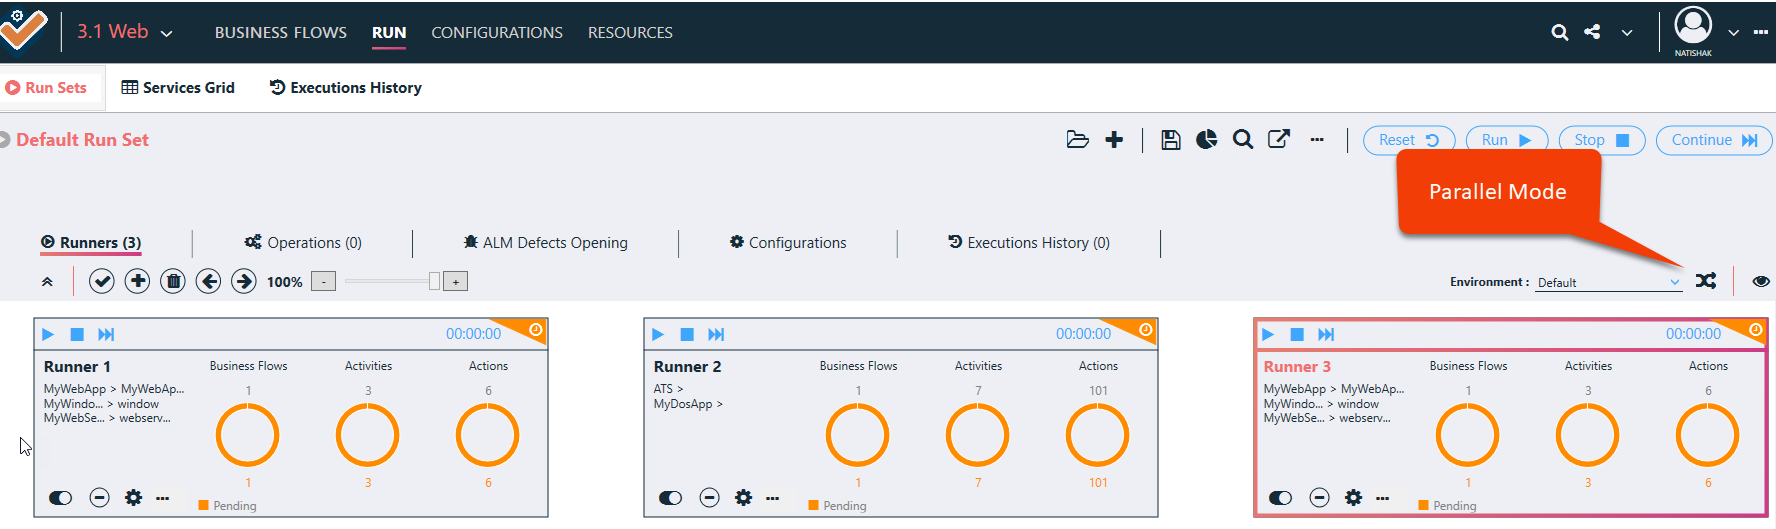 3.1 Web BUSINESS FLOWS RUN CONFIGURATIONS RESOURCES
NATISHAK
Run Sets Services Grid Executions History
Default Run Set Reset Run Stop Continue
Parallel Mode
Runners (3) Operations (0) ALM Defects Opening Configurations Executions History (0)
100% - + Environment : Default
00:00:00 00:00:00 00:00:00
Runner 1 Business Flows Activities Actions
MyWebApp > MyWebAp... 1 3 6
MyWindo... > window
MyWebSe... > webserv...
1 3 6
Pending
Runner 2 Business Flows Activities Actions
ATS > 1 7 101
MyDosApp >
1 7 101
Pending
Runner 3 Business Flows Activities Actions
MyWebApp > MyWebAp... 1 3 6
MyWindo... > window
MyWebSe... > webserv...
1 3 6
Pending